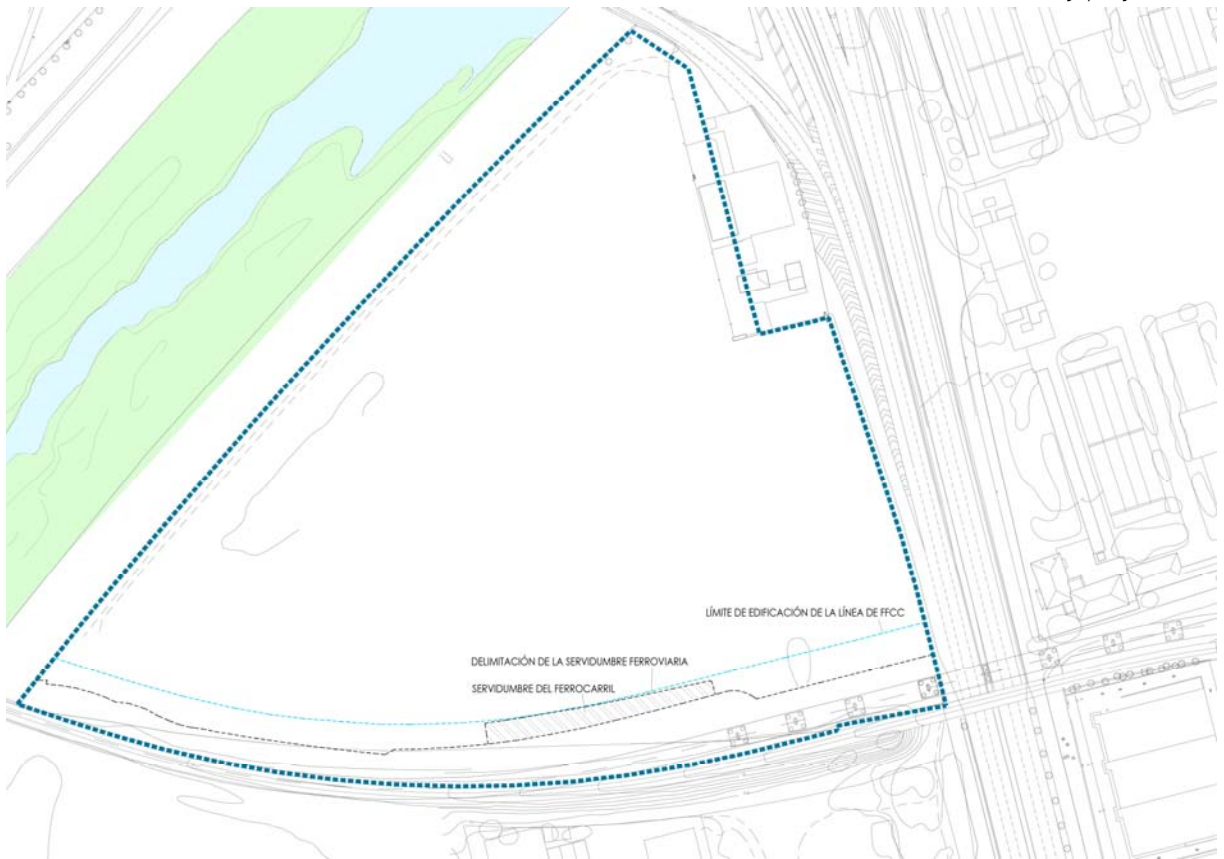 LÍMITE DE EDIFICACIÓN DE LA LÍNEA DE FFCC
DELIMITACIÓN DE LA SERVIDUMBRE FERROVIARIA
SERVIDUMBRE DEL FERROCARRIL